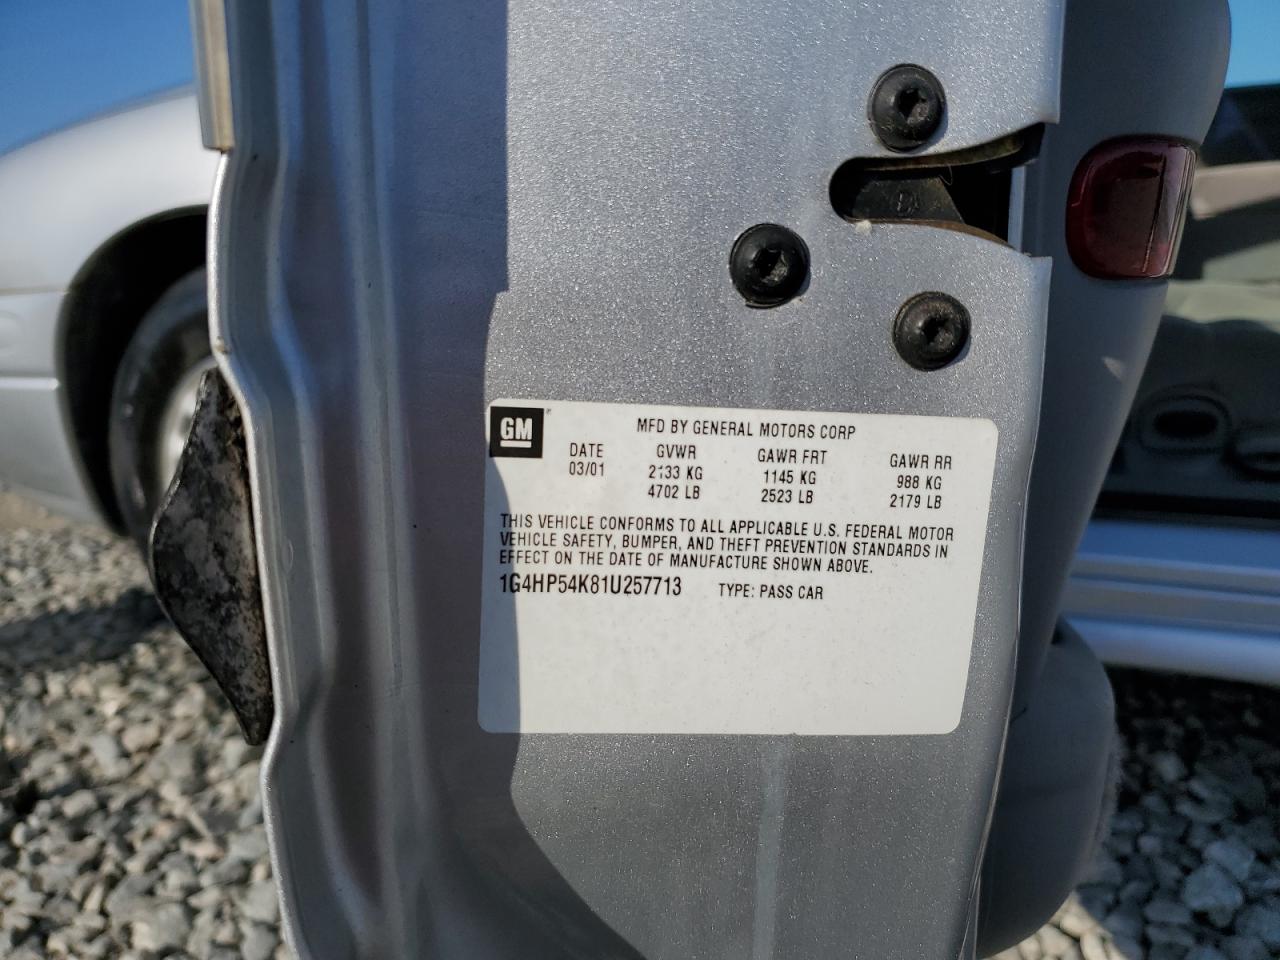 GM
MFD BY GENERAL MOTORS CORP
DATE GVWR GAWR FRT GAWR RR
03/01 2133 KG 1145 KG 988 KG
4702 LB 2523 LB 2179 LB
THIS VEHICLE CONFORMS TO ALL APPLICABLE U.S. FEDERAL MOTOR
VEHICLE SAFETY, BUMPER, AND THEFT PREVENTION STANDARDS IN
EFFECT ON THE DATE OF MANUFACTURE SHOWN ABOVE.
1G4HP54K81U257713 TYPE: PASS CAR